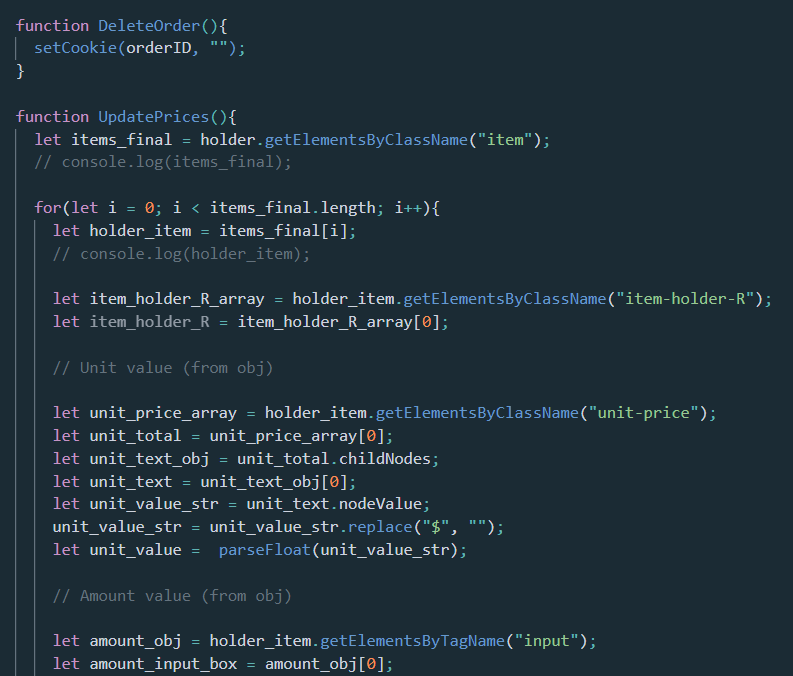 function DeleteOrder(){
  setCookie(orderID, "");
}
function UpdatePrices(){
  let items_final = holder.getElementsByClassName("item");
  // console.log(items_final);
  for(let i = 0; i < items_final.length; i++){
    let holder_item = items_final[i];
    // console.log(holder_item);
    let item_holder_R_array = holder_item.getElementsByClassName("item-holder-R");
    let item_holder_R = item_holder_R_array[0];
    // Unit value (from obj)
    let unit_price_array = holder_item.getElementsByClassName("unit-price");
    let unit_total = unit_price_array[0];
    let unit_text_obj = unit_total.childNodes;
    let unit_text = unit_text_obj[0];
    let unit_value_str = unit_text.nodeValue;
    unit_value_str = unit_value_str.replace("$", "");
    let unit_value =  parseFloat(unit_value_str);
    // Amount value (from obj)
    let amount_obj = holder_item.getElementsByTagName("input");
    let amount_input_box = amount_obj[0];